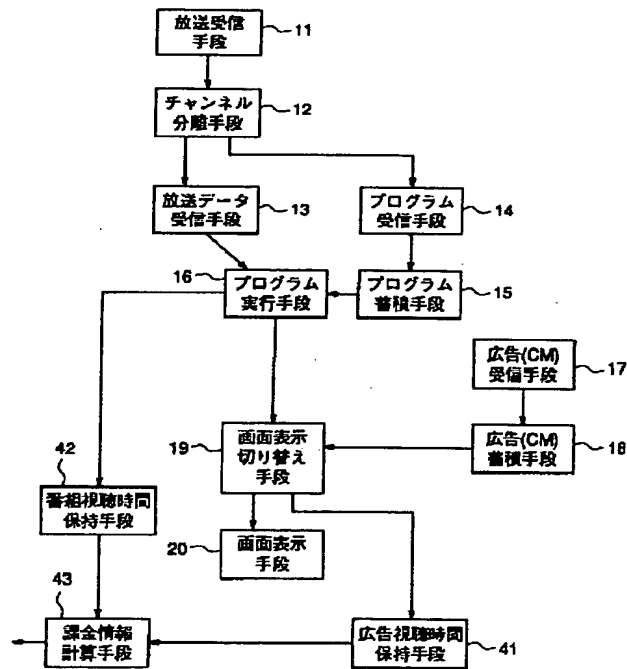 放送受信
手段
11
チャンネル
分離手段
12
放送データ
受信手段
13
プログラム
受信手段
14
16
プログラム
実行手段
プログラム
蓄積手段
15
広告(CM)
受信手段
17
19
画面表示
切り替え
手段
広告(CM)
蓄積手段
18
42
番組視聴時間
保持手段
20
画面表示
手段
43
課金情報
計算手段
広告視聴時間
保持手段
41